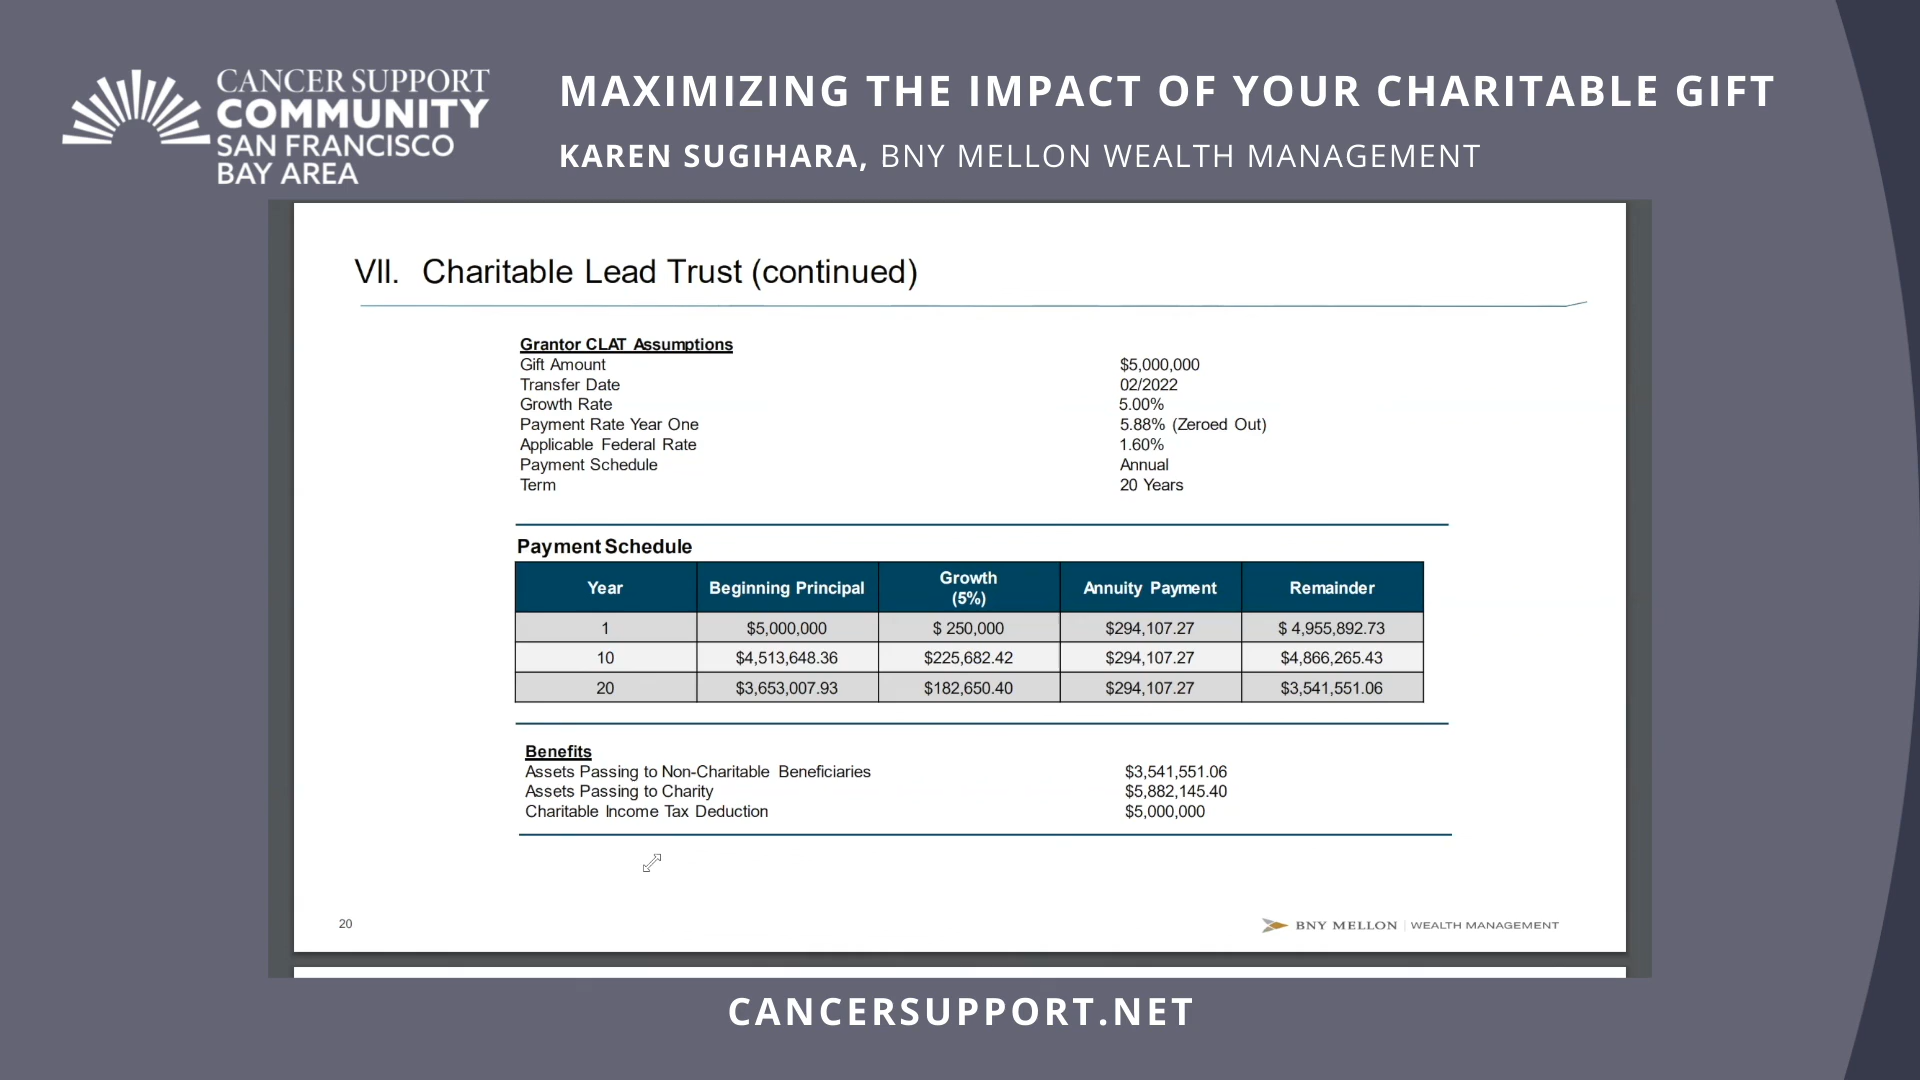 CANCER SUPPORT
COMMUNITY
SAN FRANCISCO
BAY AREA
MAXIMIZING THE IMPACT OF YOUR CHARITABLE GIFT
KAREN SUGIHARA, BNY MELLON WEALTH MANAGEMENT
VII. Charitable Lead Trust (continued)
Grantor CLAT Assumptions
Gift Amount $5,000,000
Transfer Date 02/2022
Growth Rate 5.00%
Payment Rate Year One 5.88% (Zeroed Out)
Applicable Federal Rate 1.60%
Payment Schedule Annual
Term 20 Years
Payment Schedule
Year Beginning Principal Growth (5%) Annuity Payment Remainder
1 $5,000,000 $ 250,000 $294,107.27 $ 4,955,892.73
10 $4,513,648.36 $225,682.42 $294,107.27 $4,866,265.43
20 $3,653,007.93 $182,650.40 $294,107.27 $3,541,551.06
Benefits
Assets Passing to Non-Charitable Beneficiaries $3,541,551.06
Assets Passing to Charity $5,882,145.40
Charitable Income Tax Deduction $5,000,000
20
BNY MELLON | WEALTH MANAGEMENT
CANCERSUPPORT.NET